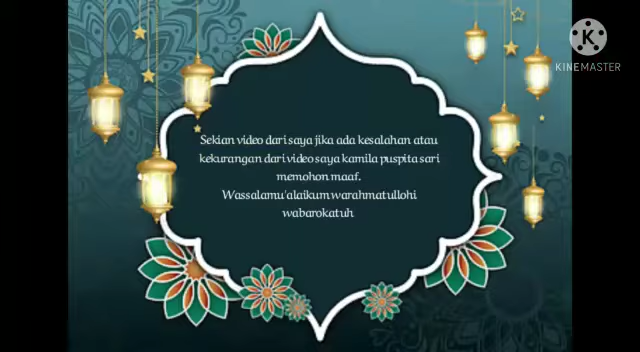 KINEMASTER
Sekian video dari saya jika ada kesalahan atau
kekurangan dari video saya kamila puspita sari
memohon maaf.
Wassalamu'alaikum warahmatullohi
wabarokatuh